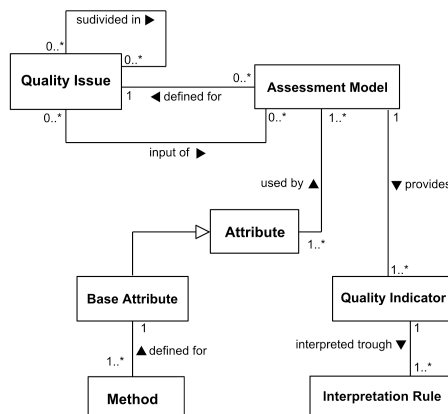 sudivided in
0..*
0..*
Quality Issue
0..*
1
defined for
Assessment Model
0..*
0..*
1..*
1
input of
used by
provides
Attribute
1..*
1..*
Base Attribute
Quality Indicator
1
1
defined for
interpreted trough
1..*
1..*
Method
Interpretation Rule